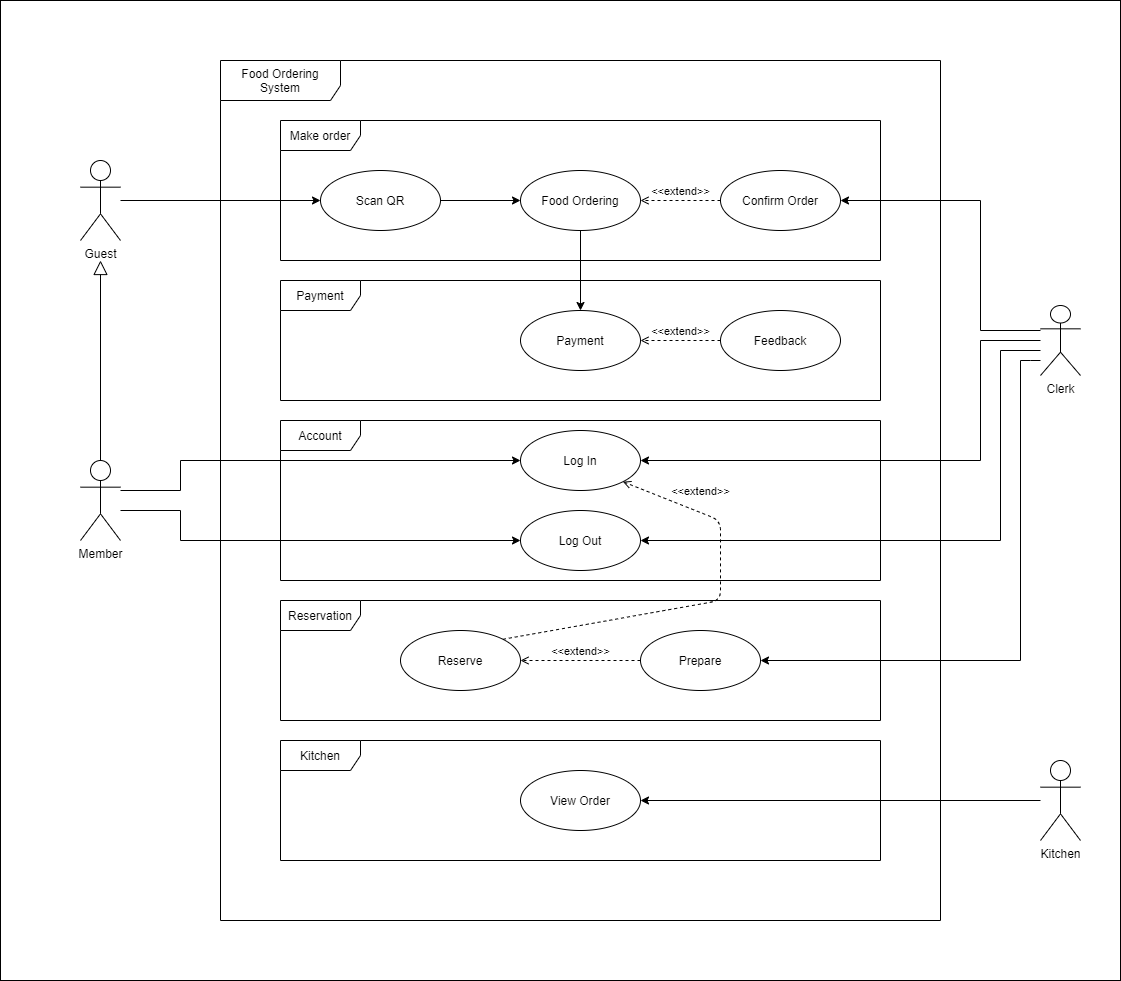 Food Ordering
System
Make order
Scan QR
Food Ordering
<<extend>>
Confirm Order
Guest
Payment
Payment
<<extend>>
Feedback
Clerk
Account
Log In
<<extend>>
Log Out
Member
Reservation
Reserve
<<extend>>
Prepare
Kitchen
View Order
Kitchen